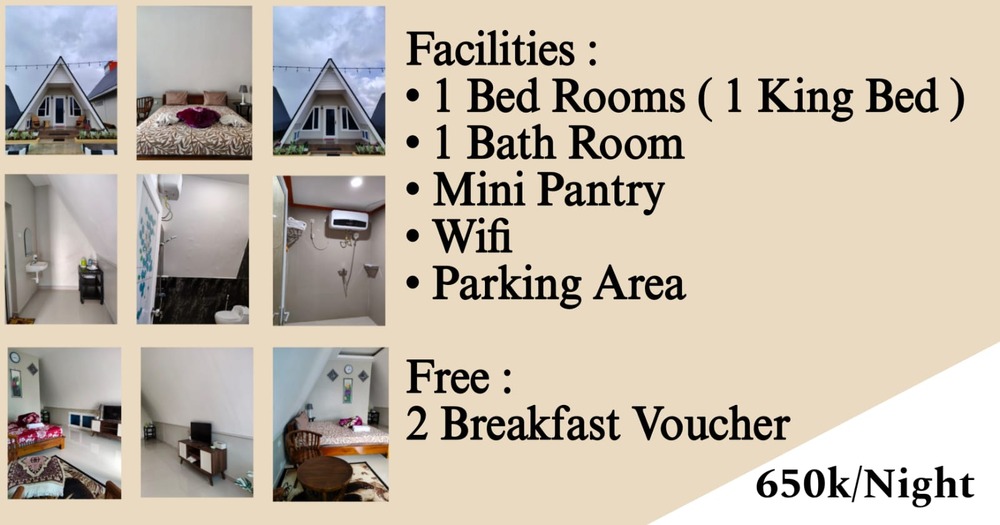 Facilities :
• 1 Bed Rooms ( 1 King Bed )
• 1 Bath Room
• Mini Pantry
• Wifi
• Parking Area
Free :
2 Breakfast Voucher
650k/Night